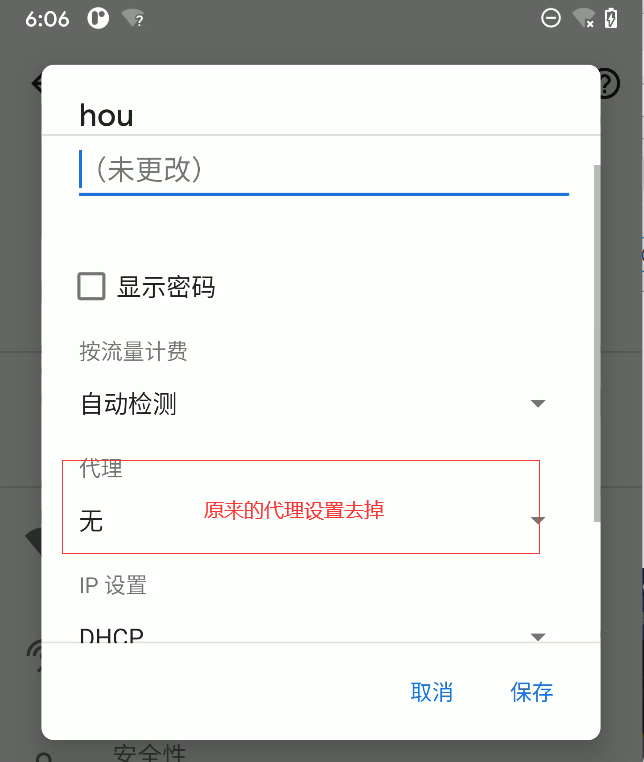 6:06
hou
（未更改）
显示密码
按流量计费
自动检测
代理
无
原来的代理设置去掉
IP 设置
DHCP
取消
保存
安全性